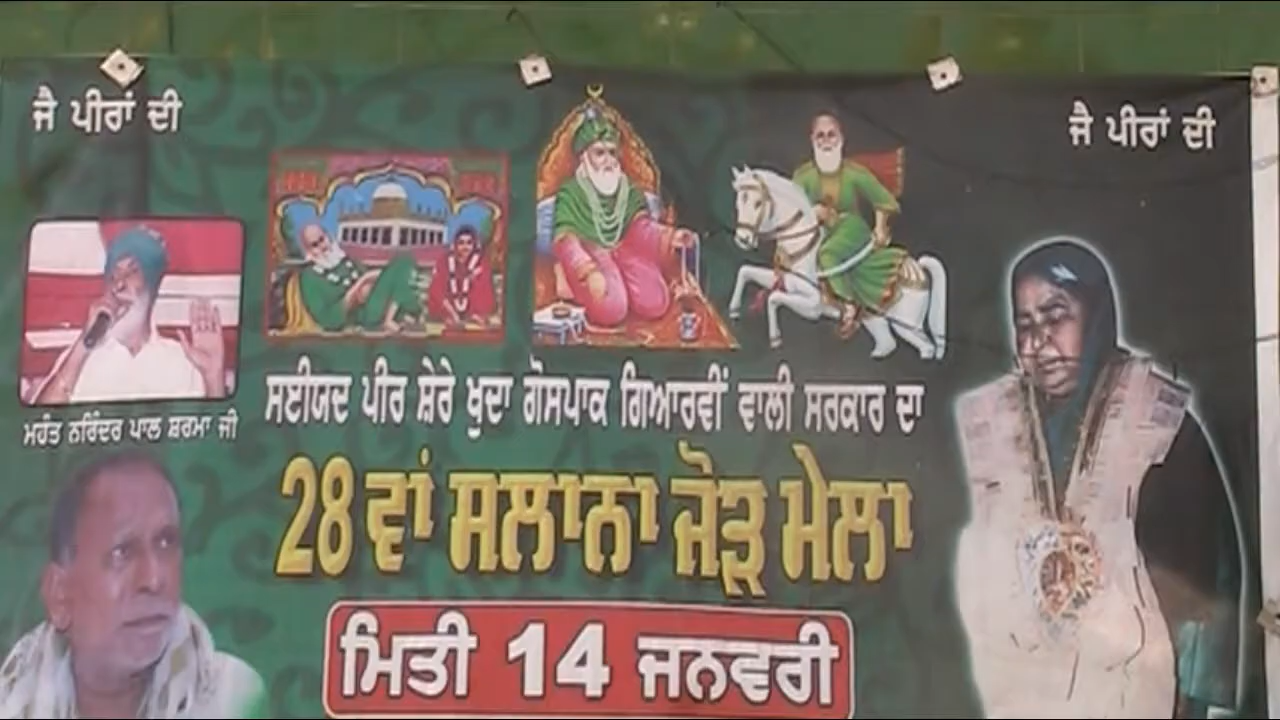 ਜੈ ਪੀਰਾਂ ਦੀ
ਜੈ ਪੀਰਾਂ ਦੀ
ਮਹੰਤ ਨਰਿੰਦਰ ਪਾਲ ਸ਼ਰਮਾ ਜੀ
ਸਈਯਦ ਪੀਰ ਸ਼ੇਰੇ ਖੁਦਾ ਗੋਸਪਾਕ ਗਿਆਰਵੀਂ ਵਾਲੀ ਸਰਕਾਰ ਦਾ
28 ਵਾਂ ਸਲਾਨਾ ਜੋੜ ਮੇਲਾ
ਮਿਤੀ 14 ਜਨਵਰੀ